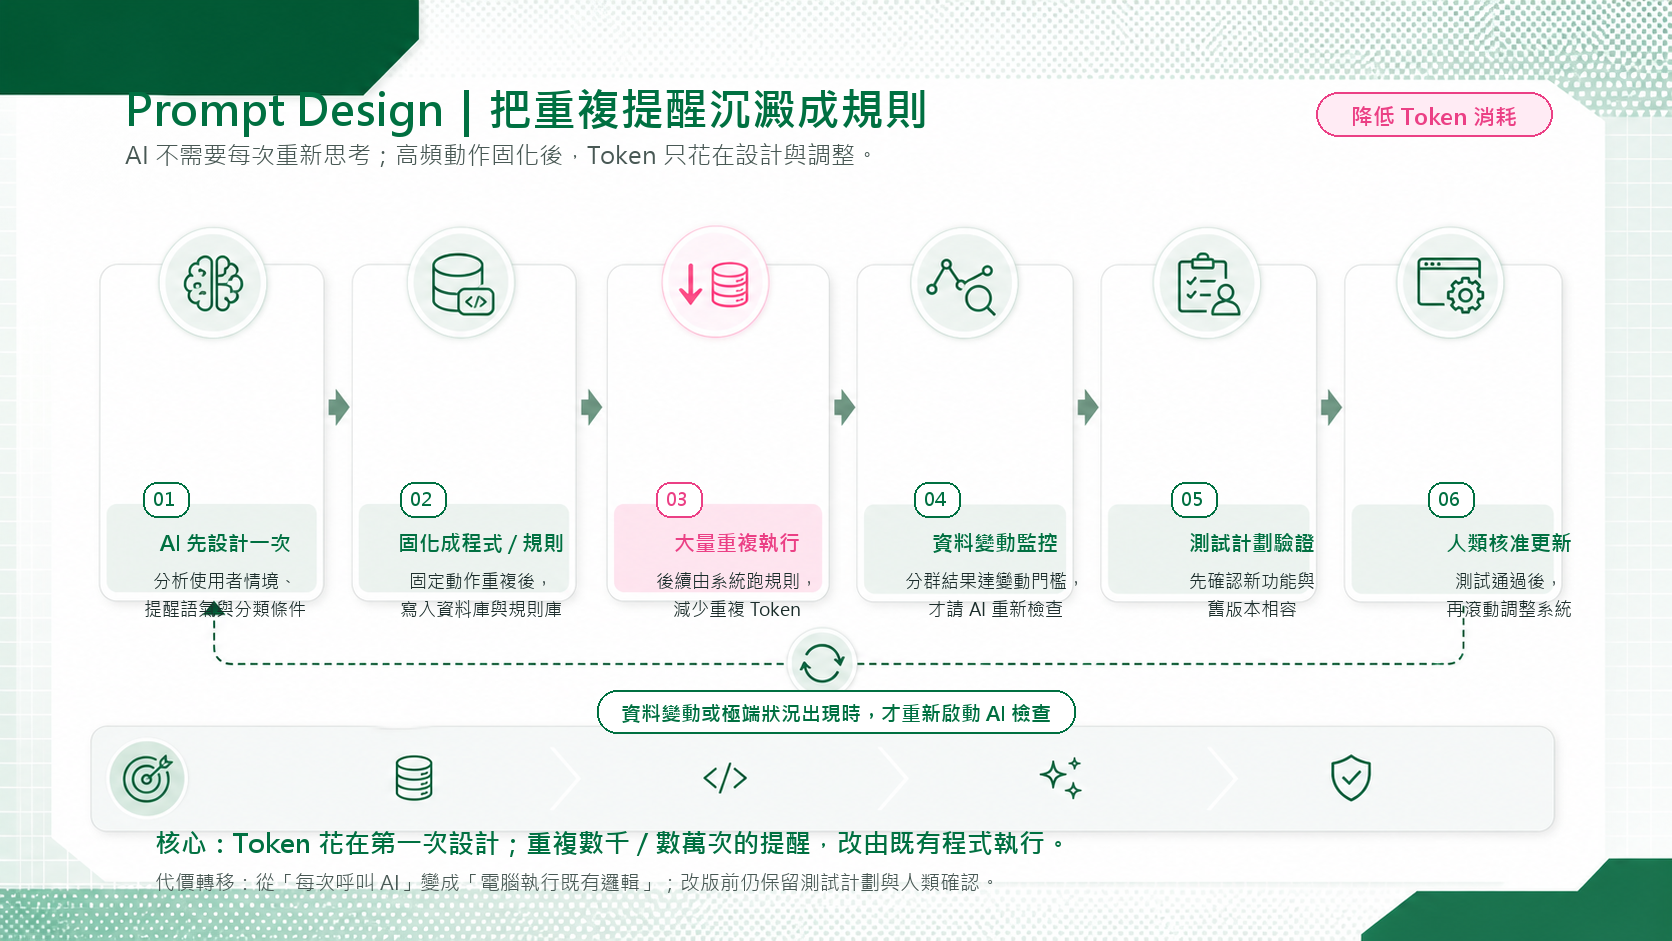 Prompt Design | 把重複提醒沉澱成規則
降低 Token 消耗
AI 不需要每次重新思考；高頻動作固化後，Token 只花在設計與調整。
01
AI 先設計一次
分析使用者情境、
提醒語氣與分類條件
02
固化成程式 / 規則
固定動作重複後，
寫入資料庫與規則庫
03
大量重複執行
後續由系統跑規則，
減少重複 Token
04
資料變動監控
分群結果達變動門檻，
才請 AI 重新檢查
05
測試計劃驗證
先確認新功能與
舊版本相容
06
人類核准更新
測試通過後，
再滾動調整系統
資料變動或極端狀況出現時，才重新啟動 AI 檢查
核心：Token 花在第一次設計；重複數千 / 數萬次的提醒，改由既有程式執行。
代價轉移：從「每次呼叫 AI」變成「電腦執行既有邏輯」；改版前仍保留測試計劃與人類確認。